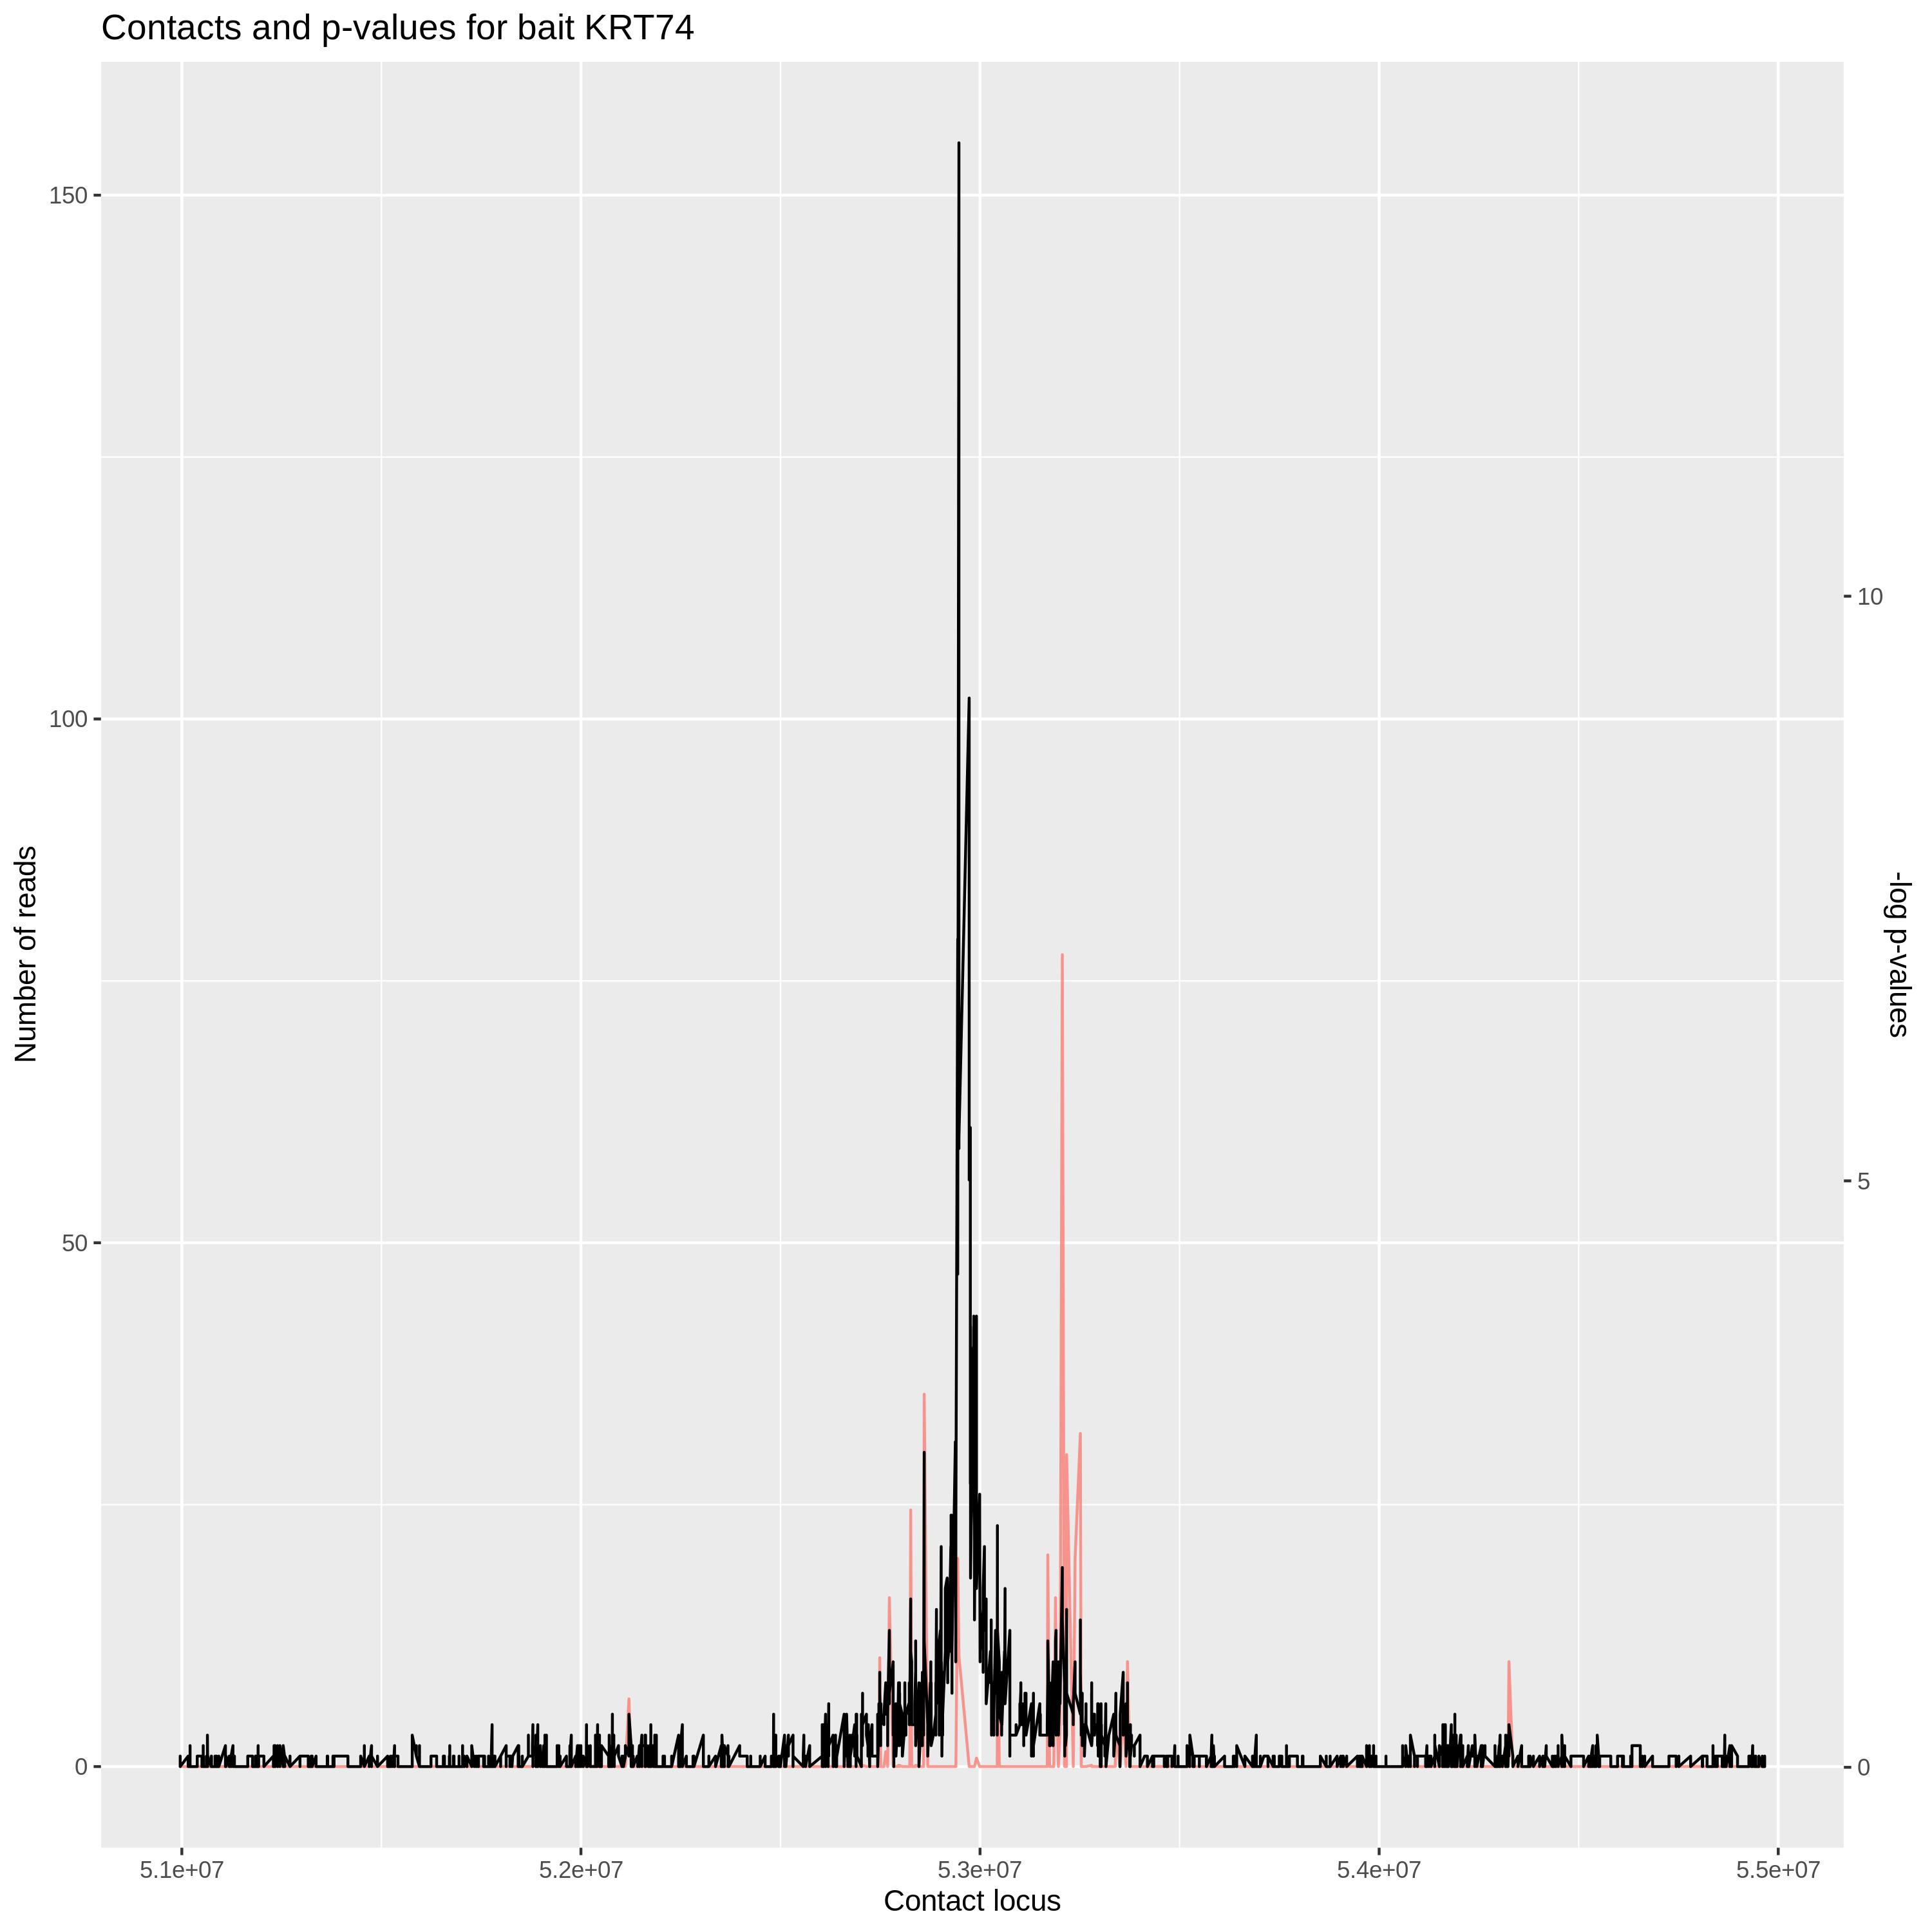 Contacts and p-values for bait KRT74
150
100
50
0
Number of reads
10
5
0
-log p-values
5.1e+07
5.2e+07
5.3e+07
5.4e+07
5.5e+07
Contact locus